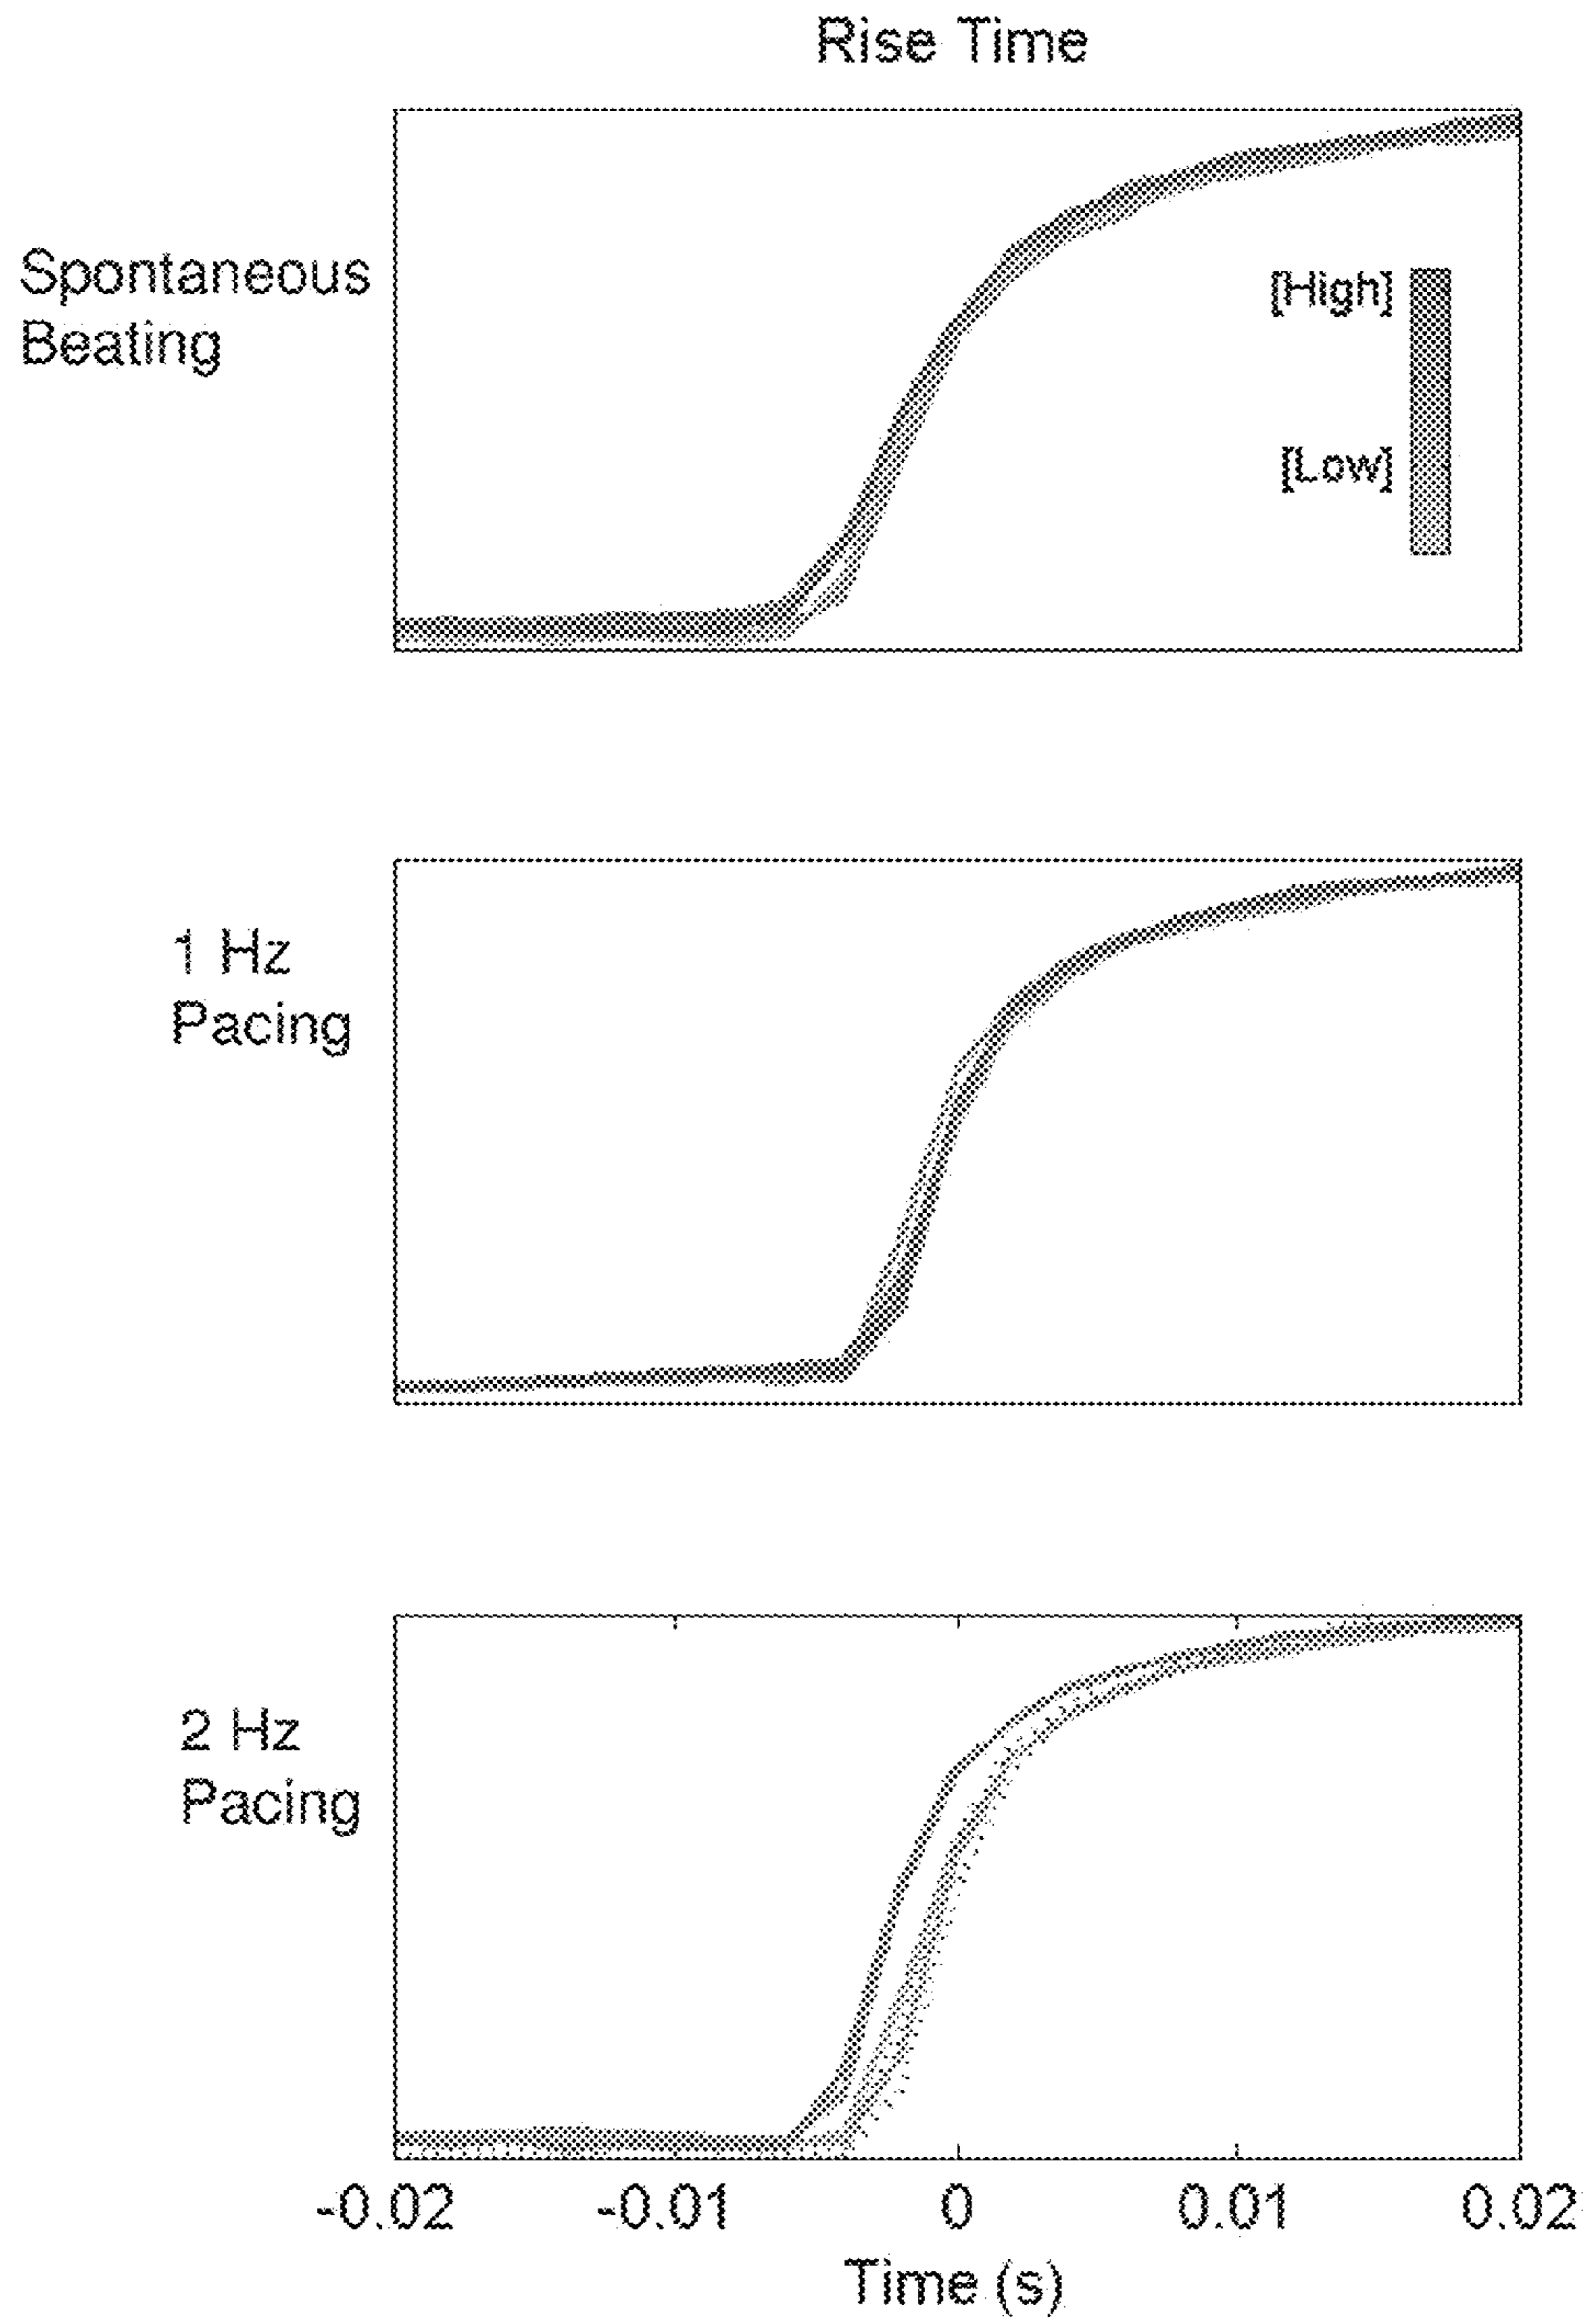 Rise Time
Spontaneous
Beating
[High]
[Low]
1 Hz
Pacing
2 Hz
Pacing
-0.02 -0.01 0 0.01 0.02
Time (s)